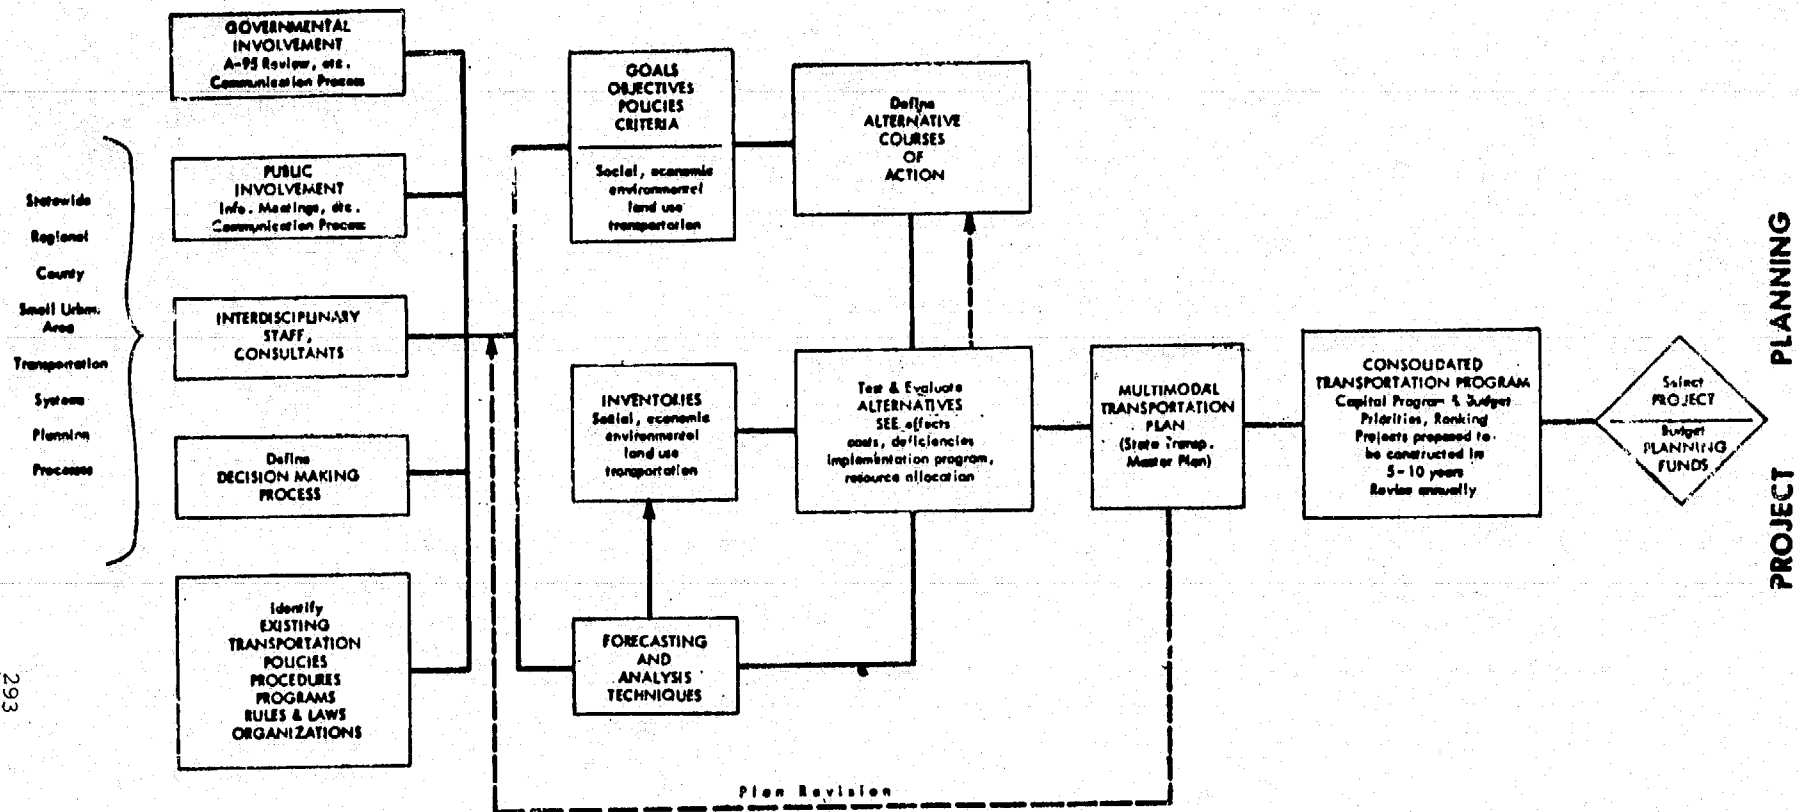 Statewide
Regional
County
Small Urban
Area
Transportation
Systems
Planning
Processes
GOVERNMENTAL
INVOLVEMENT
A-95 Review, etc.
Communication Process
PUBLIC
INVOLVEMENT
Info. Meetings, etc.
Communication Process
INTERDISCIPLINARY
STAFF,
CONSULTANTS
Define
DECISION MAKING
PROCESS
Identify
EXISTING
TRANSPORTATION
POLICIES
PROCEDURES
PROGRAMS
RULES & LAWS
ORGANIZATIONS
GOALS
OBJECTIVES
POLICIES
CRITERIA
Social, economic
environmental
land use
transportation
INVENTORIES
Social, economic
environmental
land use
transportation
FORECASTING
AND
ANALYSIS
TECHNIQUES
Define
ALTERNATIVE
COURSES
OF
ACTION
Test & Evaluate
ALTERNATIVES
SEE effects
costs, deficiencies
implementation program,
resource allocation
MULTIMODAL
TRANSPORTATION
PLAN
(State Transp.
Master Plan)
CONSOLIDATED
TRANSPORTATION PROGRAM
Capital Program & Budget
Priorities, Ranking
Projects proposed to
be constructed in
5-10 years
Revise annually
Select
PROJECT
Budget
PLANNING
FUNDS
PROJECT PLANNING
Plan Revision
293